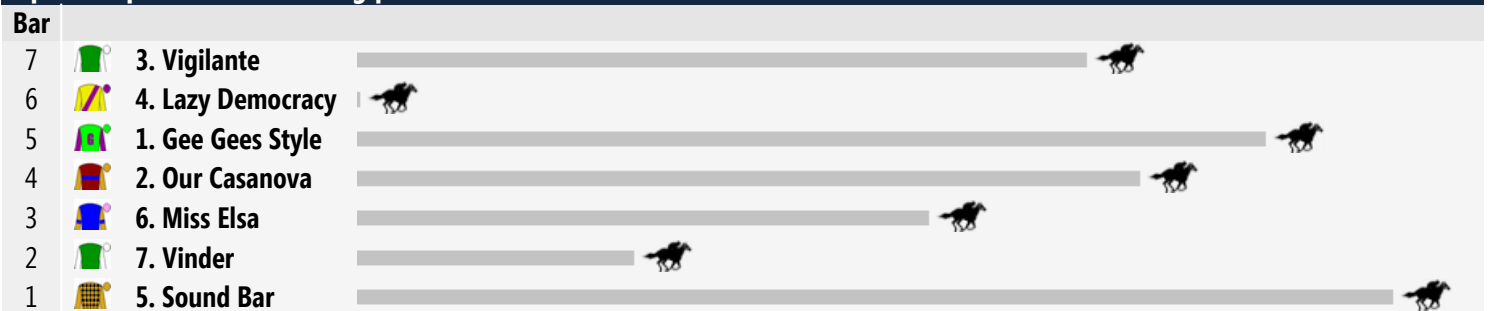 Bar
7 3. Vigilante
6 4. Lazy Democracy
5 G 1. Gee Gees Style
4 2. Our Casanova
3 6. Miss Elsa
2 7. Vinder
1 5. Sound Bar